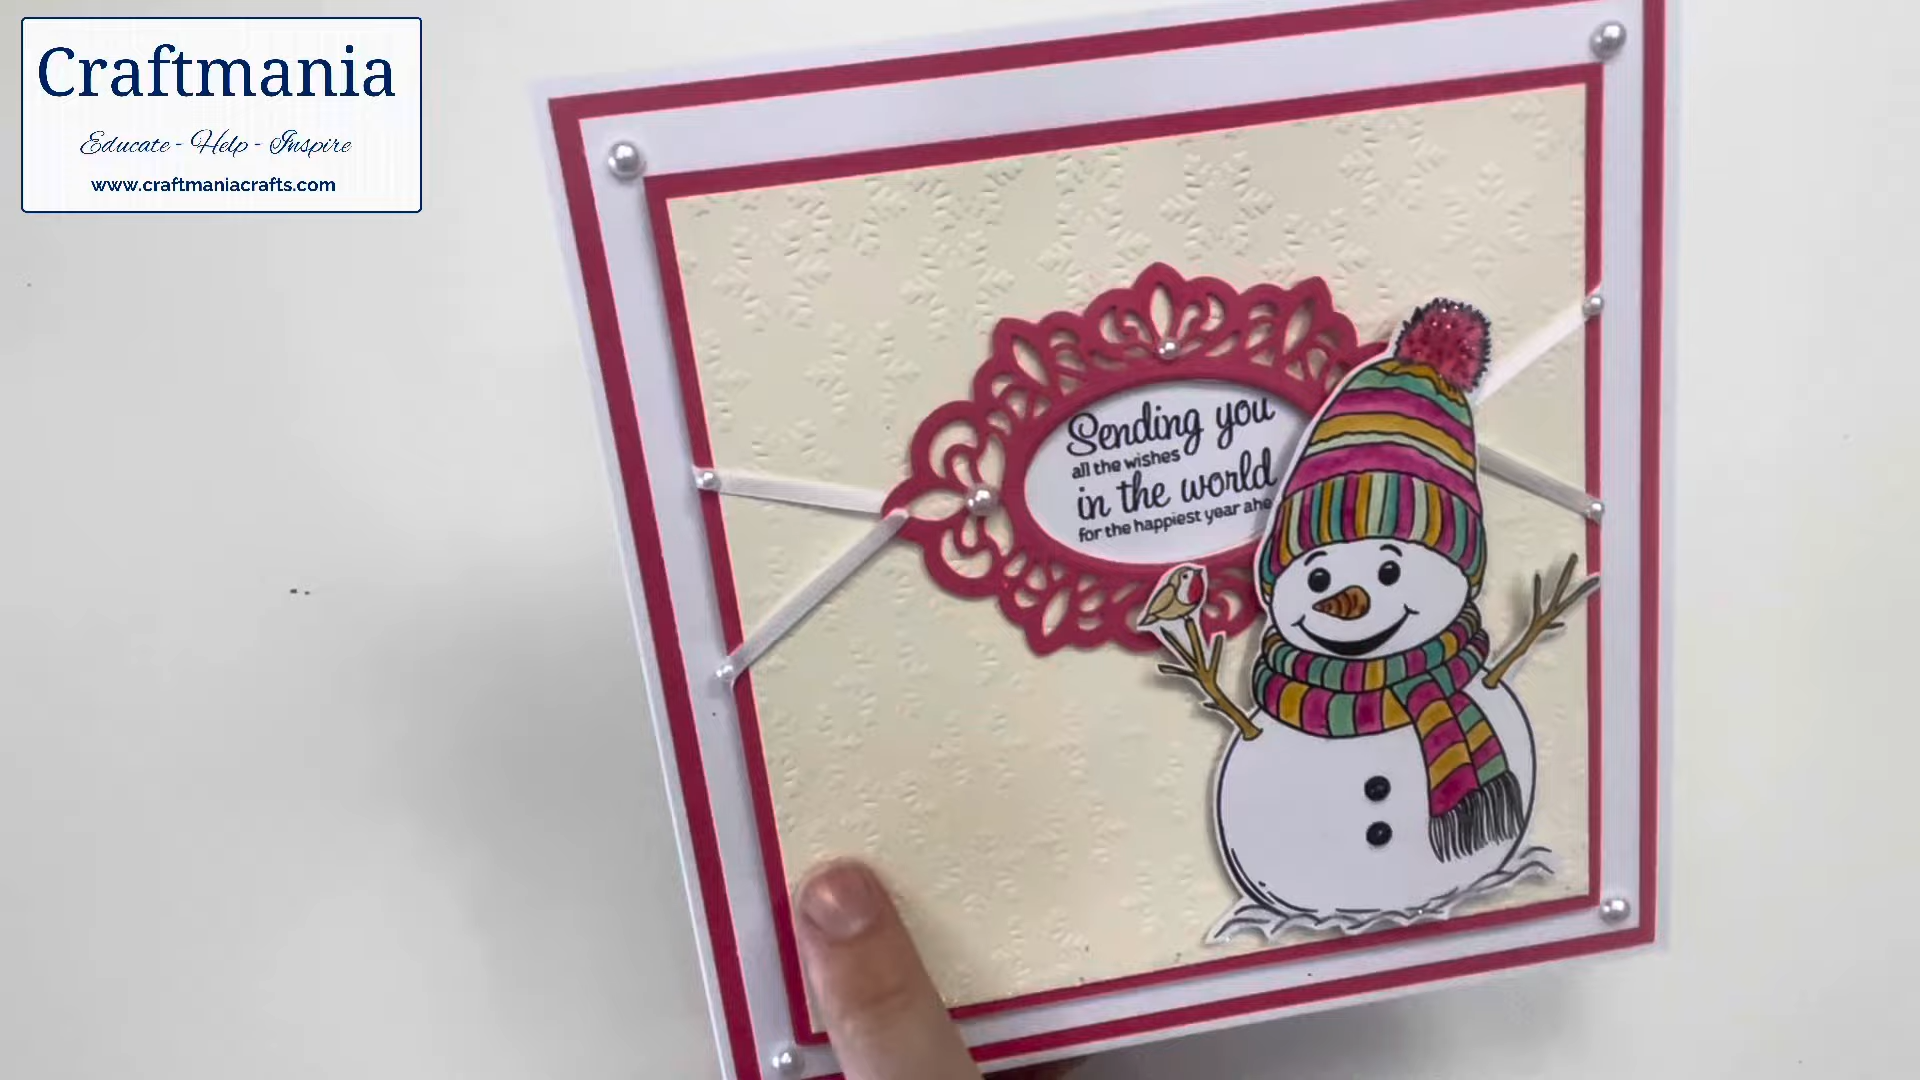 Craftmania
Educate - Help - Inspire
www.craftmaniacrafts.com
Sending you
all the wishes
in the world
for the happiest year ahe